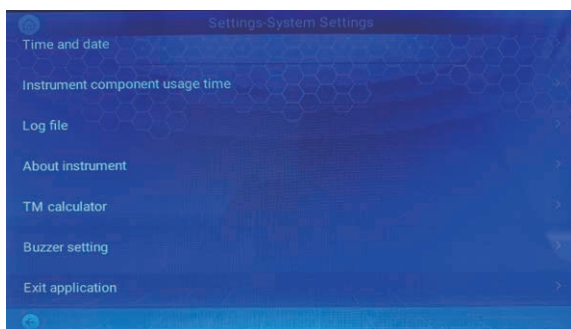 Settings-System Settings
Time and date
Instrument component usage time
Log file
About instrument
TM calculator
Buzzer setting
Exit application